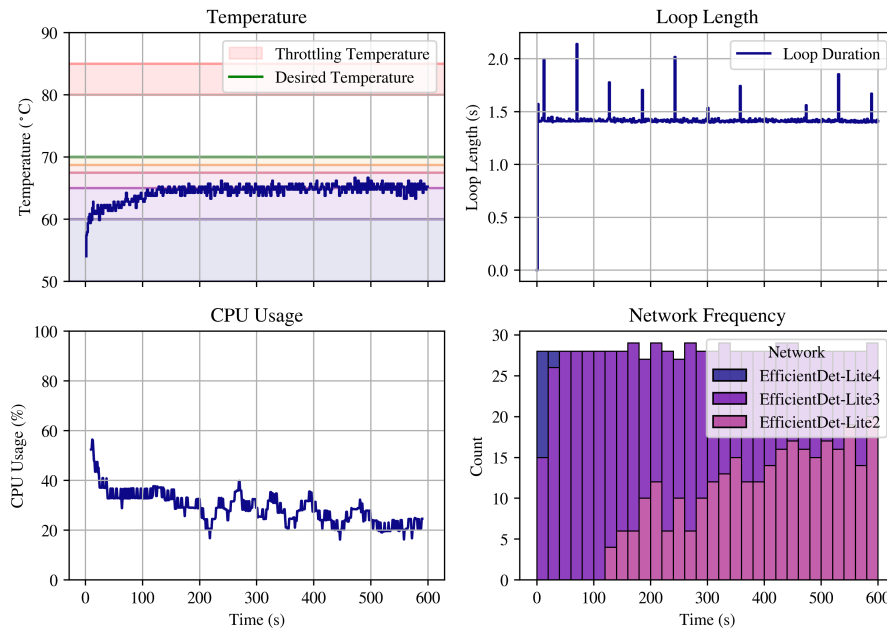 Temperature
90
80
70
60
50
Temperature (°C)
Throttling Temperature
Desired Temperature
Loop Length
2.0
1.5
1.0
0.5
0.0
Loop Length (s)
Loop Duration
CPU Usage
100
80
60
40
20
0
CPU Usage (%)
0 100 200 300 400 500 600
Time (s)
Network Frequency
30
25
20
15
10
5
0
Count
Network
EfficientDet-Lite4
EfficientDet-Lite3
EfficientDet-Lite2
0 100 200 300 400 500 600
Time (s)